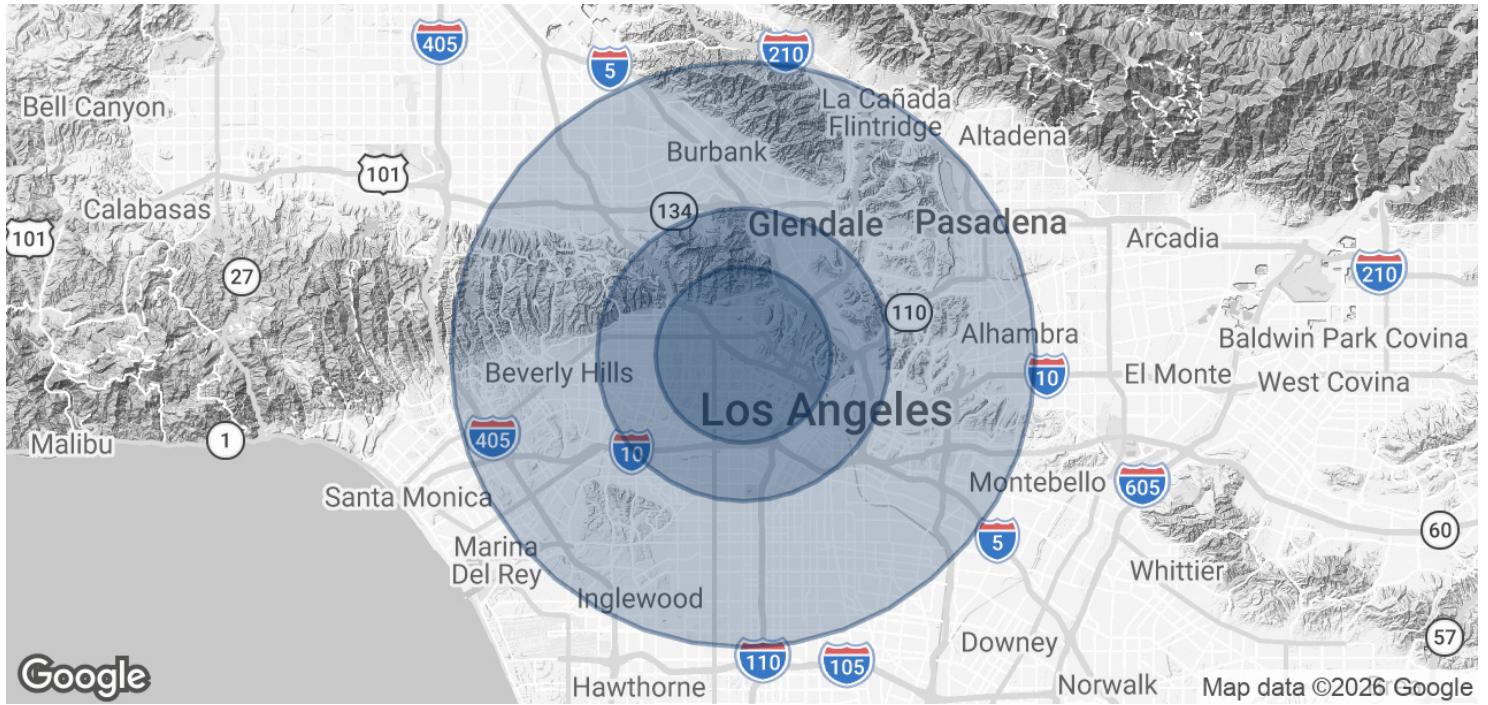 405
5
210
Bell Canyon
La Cañada
Flintridge
Altadena
Burbank
101
Calabasas
134
Glendale
Pasadena
101
Arcadia
27
210
110
Alhambra
Baldwin Park
Covina
Beverly Hills
10
El Monte
West Covina
Los Angeles
Malibu
1
405
10
Santa Monica
Montebello
605
60
5
Marina
Del Rey
Whittier
Inglewood
57
Downey
110
105
Google
Hawthorne
Norwalk
Map data ©2026 Google